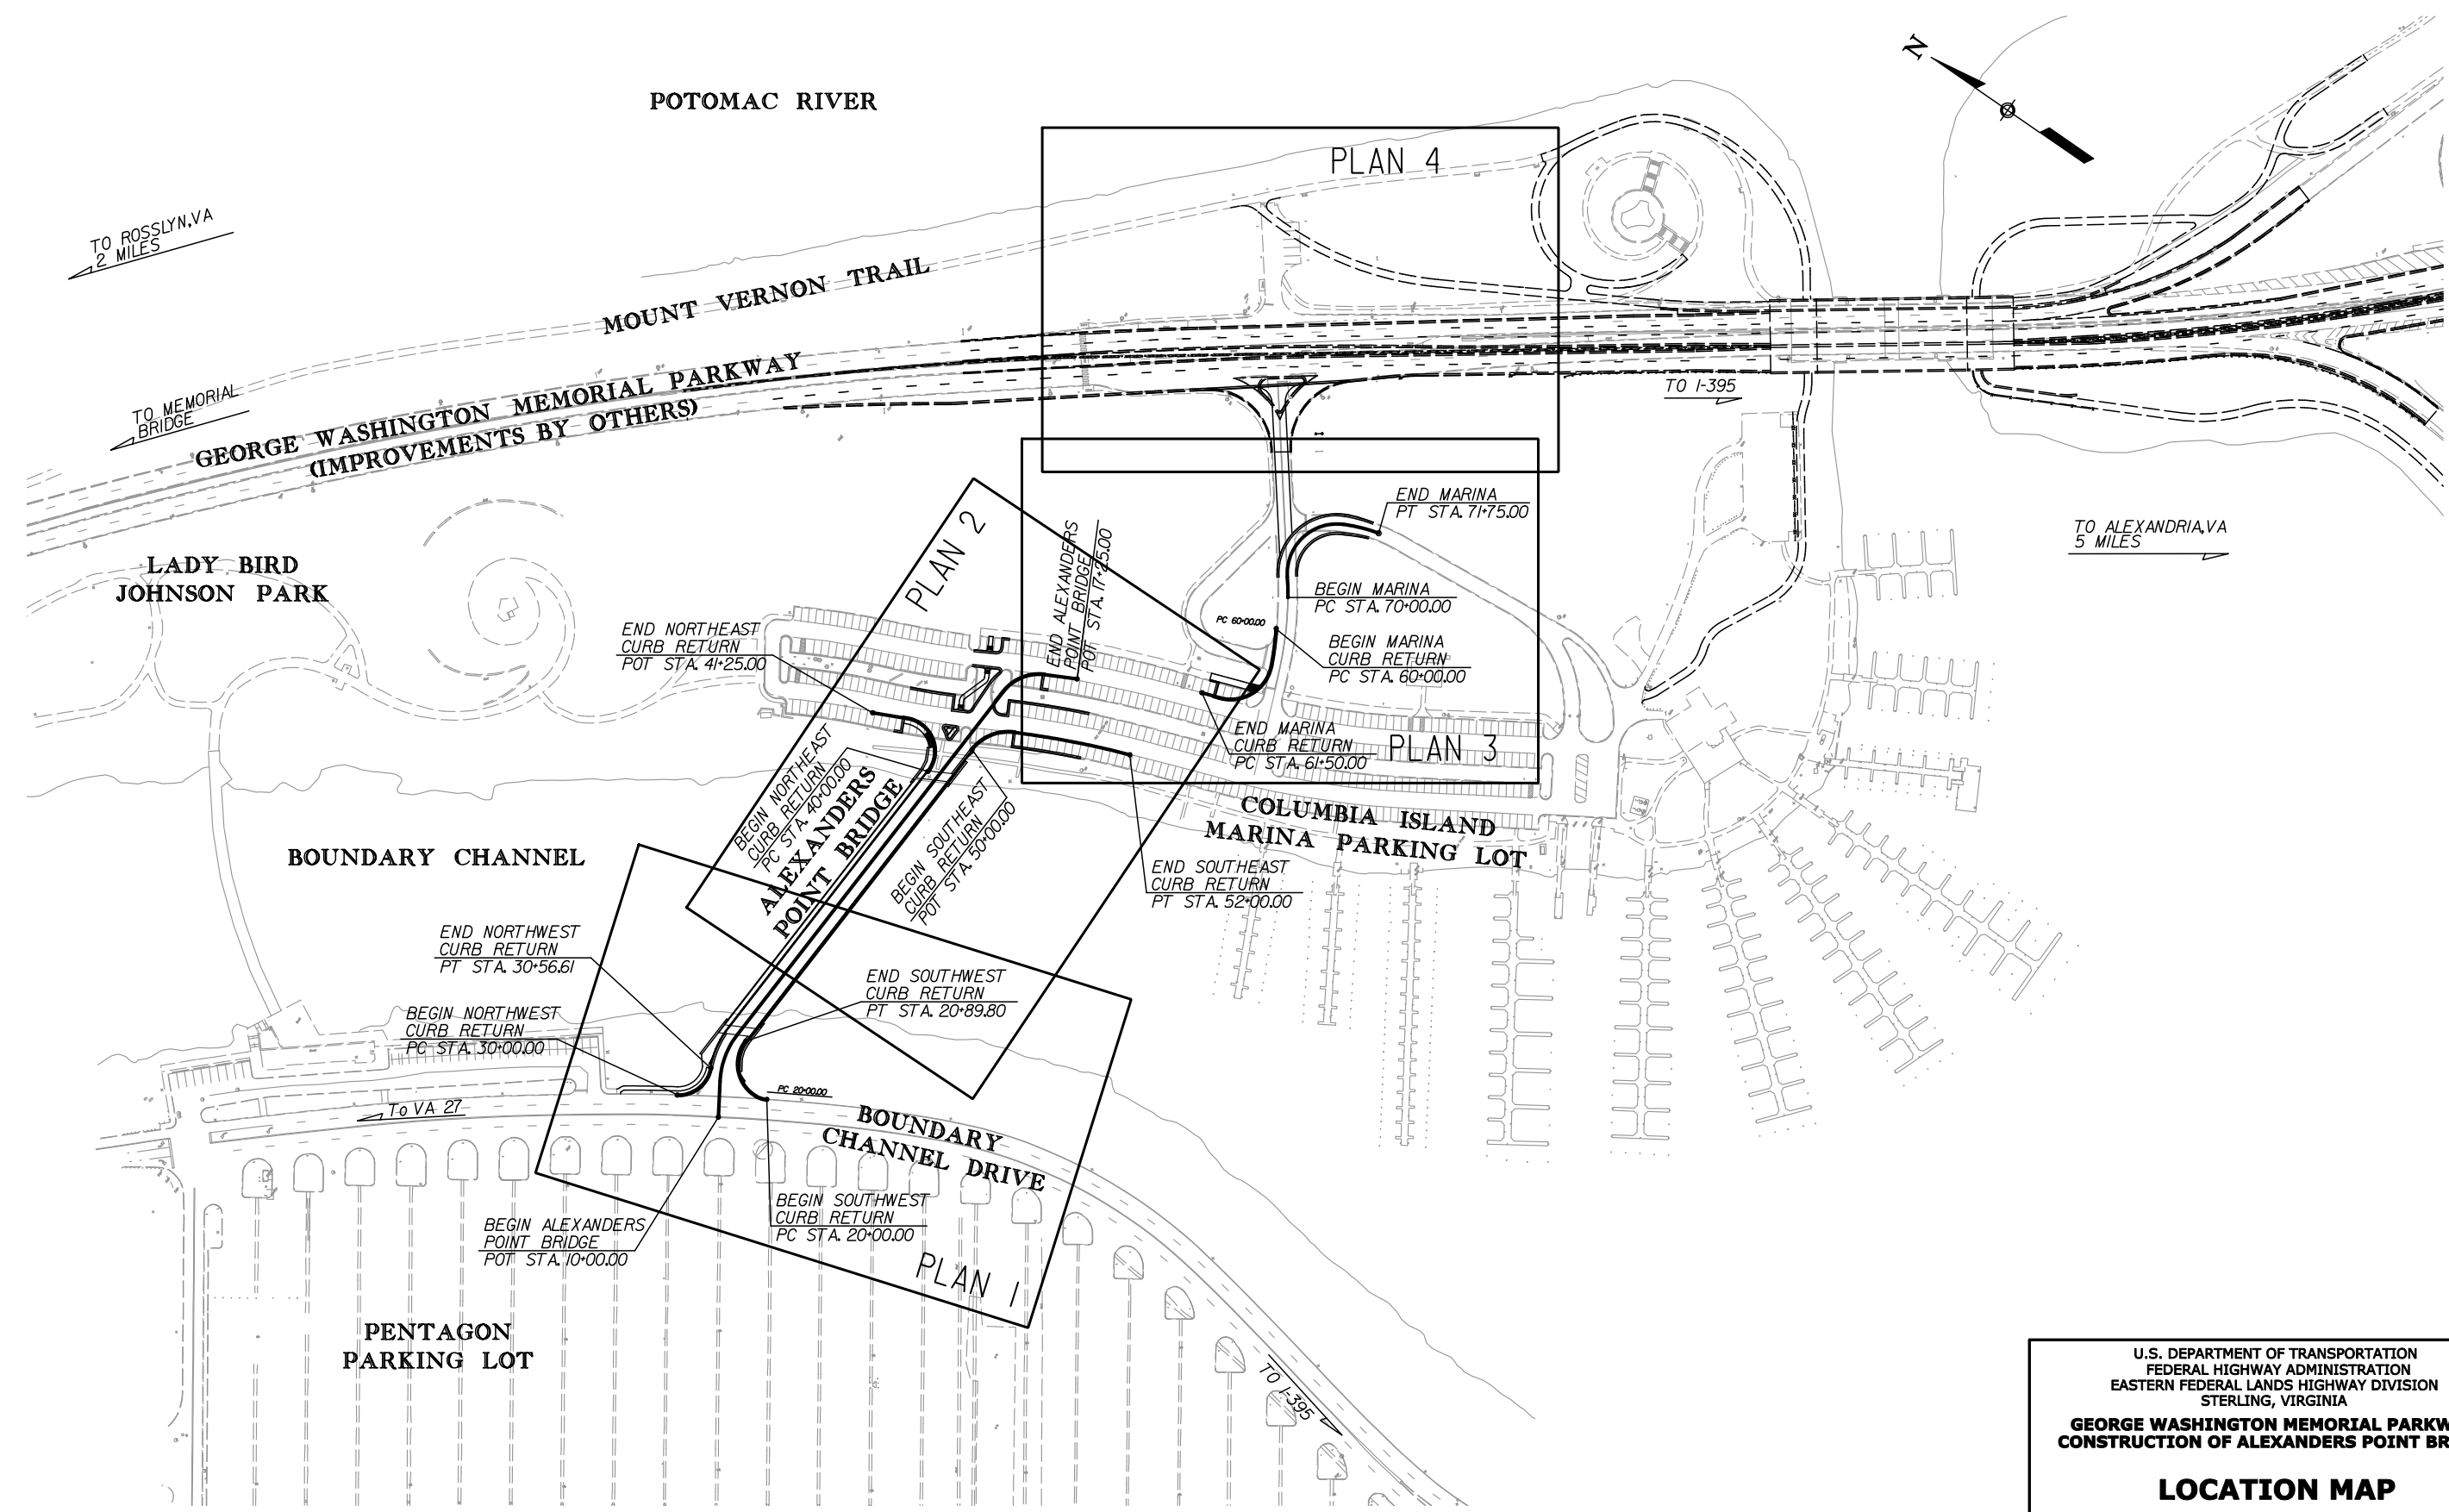 N
POTOMAC RIVER
PLAN 4
TO ROSSLYN,VA
2 MILES
MOUNT VERNON TRAIL
TO MEMORIAL
BRIDGE
GEORGE WASHINGTON MEMORIAL PARKWAY
(IMPROVEMENTS BY OTHERS)
TO I-395
PLAN 2
END MARINA
PT STA. 71+75.00
TO ALEXANDRIA,VA
5 MILES
LADY BIRD
JOHNSON PARK
END ALEXANDERS
POINT BRIDGE
POT STA. 17+25.00
BEGIN MARINA
PC STA. 70+00.00
PC 60+00.00
END NORTHEAST
CURB RETURN
POT STA. 41+25.00
BEGIN MARINA
CURB RETURN
PC STA. 60+00.00
END MARINA
CURB RETURN
PC STA. 61+50.00
PLAN 3
BEGIN NORTHEAST
CURB RETURN
PC STA. 40+00.00
ALEXANDERS
POINT BRIDGE
BEGIN SOUTHEAST
CURB RETURN
POT STA. 50+00.00
COLUMBIA ISLAND
MARINA PARKING LOT
BOUNDARY CHANNEL
END SOUTHEAST
CURB RETURN
PT STA. 52+00.00
END NORTHWEST
CURB RETURN
PT STA. 30+56.61
END SOUTHWEST
CURB RETURN
PT STA. 20+89.80
BEGIN NORTHWEST
CURB RETURN
PC STA. 30+00.00
PC 20+00.00
To VA 27
BOUNDARY
CHANNEL DRIVE
BEGIN SOUTHWEST
CURB RETURN
PC STA. 20+00.00
BEGIN ALEXANDERS
POINT BRIDGE
POT STA. 10+00.00
PLAN 1
PENTAGON
PARKING LOT
TO I-395
U.S. DEPARTMENT OF TRANSPORTATION
FEDERAL HIGHWAY ADMINISTRATION
EASTERN FEDERAL LANDS HIGHWAY DIVISION
STERLING, VIRGINIA
GEORGE WASHINGTON MEMORIAL PARKW
CONSTRUCTION OF ALEXANDERS POINT BR
LOCATION MAP